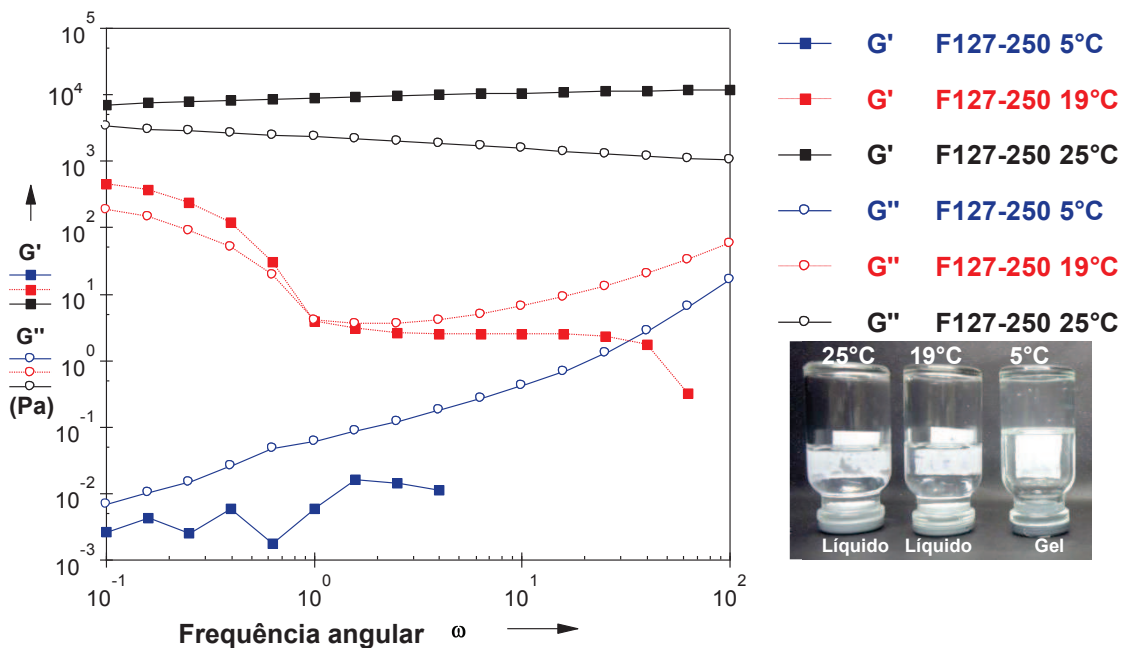 10^5
10^4
10^3
10^2
10^1
10^0
10^-1
10^-2
10^-3
G'
G''
(Pa)
10^-1 10^0 10^1 10^2
Frequência angular ω
G' F127-250 5°C
G' F127-250 19°C
G' F127-250 25°C
G'' F127-250 5°C
G'' F127-250 19°C
G'' F127-250 25°C
25°C 19°C 5°C
Líquido Líquido Gel